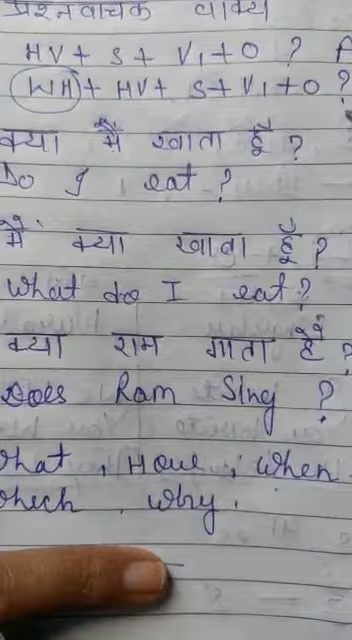 प्रश्नवाचक वाक्य
HV + S + V1 + O ?
WH + HV + S + V1 + O ?
क्या मैं खाता हूँ ?
Do I eat ?
मैं क्या खाता हूँ ?
What do I eat ?
क्या राम गाता है ?
Does Ram Sing ?
What , How , When
Which , Why ,